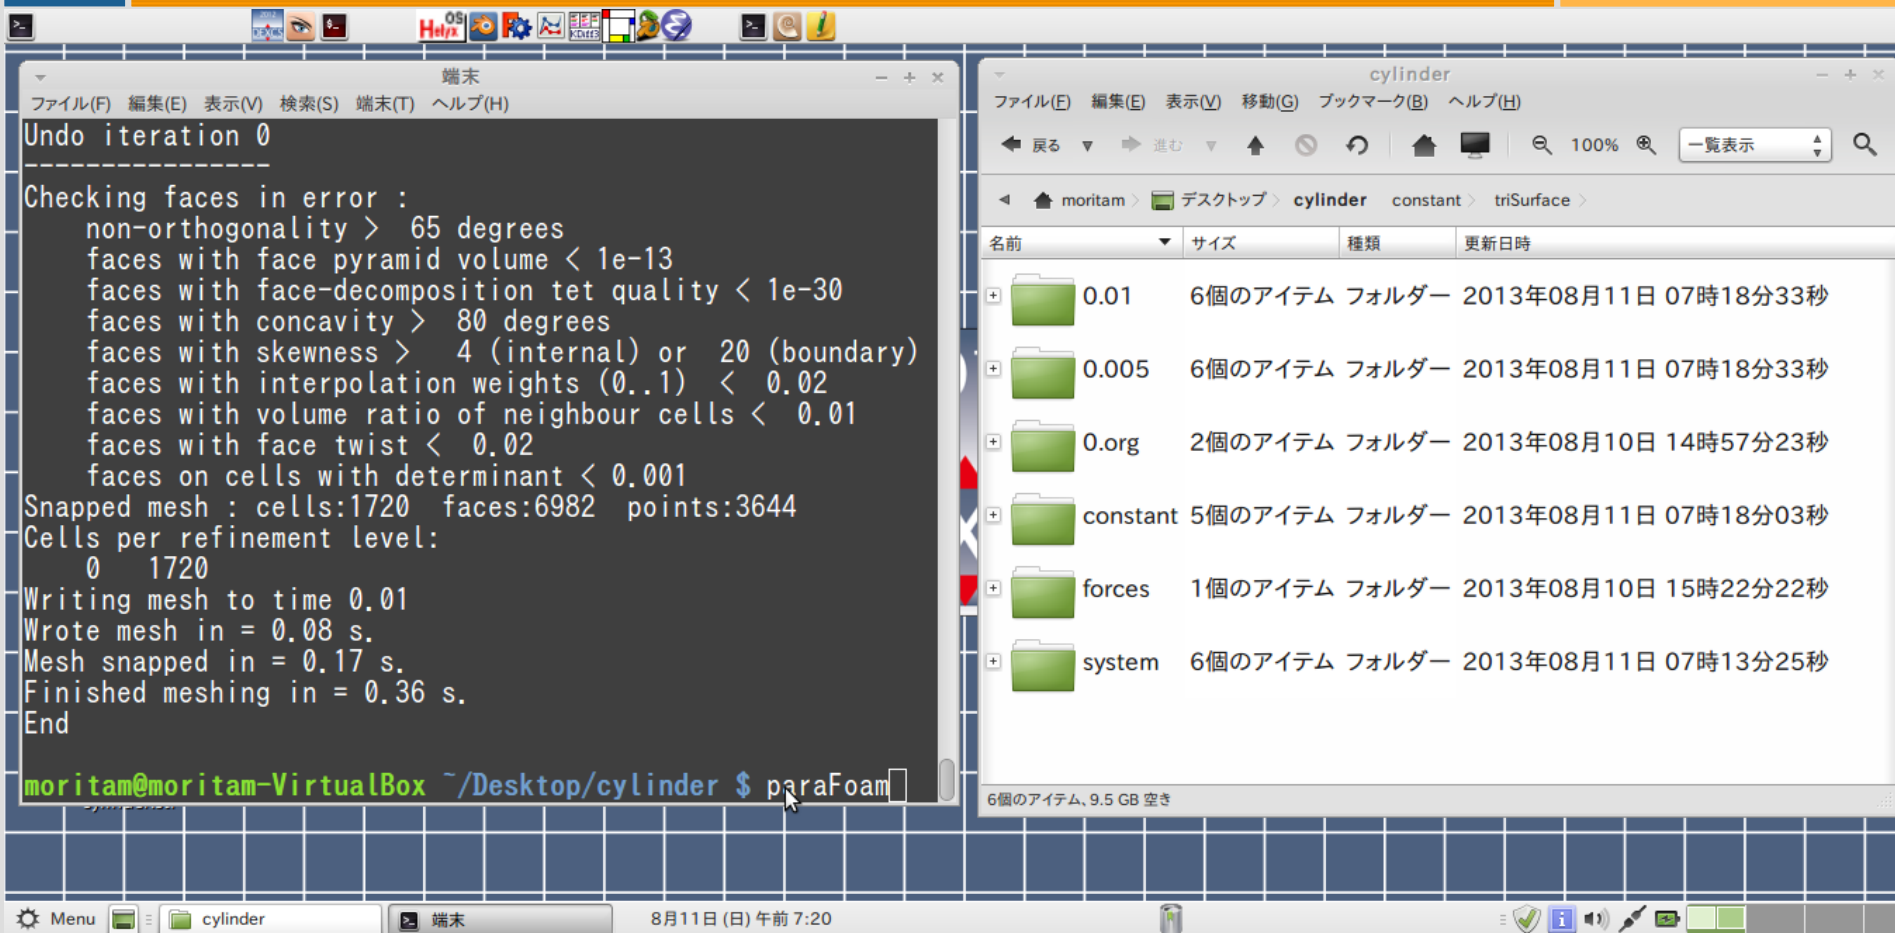 2012
DEXCS
Helyx
OS
KDiff3
端末
ファイル(F) 編集(E) 表示(V) 検索(S) 端末(T) ヘルプ(H)
Undo iteration 0
----------------
Checking faces in error :
non-orthogonality > 65 degrees
faces with face pyramid volume < 1e-13
faces with face-decomposition tet quality < 1e-30
faces with concavity > 80 degrees
faces with skewness > 4 (internal) or 20 (boundary)
faces with interpolation weights (0..1) < 0.02
faces with volume ratio of neighbour cells < 0.01
faces with face twist < 0.02
faces on cells with determinant < 0.001
Snapped mesh : cells:1720 faces:6982 points:3644
Cells per refinement level:
0 1720
Writing mesh to time 0.01
Wrote mesh in = 0.08 s.
Mesh snapped in = 0.17 s.
Finished meshing in = 0.36 s.
End
moritam@moritam-VirtualBox ~/Desktop/cylinder $ paraFoam
cylinder
ファイル(F) 編集(E) 表示(V) 移動(G) ブックマーク(B) ヘルプ(H)
戻る 進む 100% 一覧表示
moritam デスクトップ cylinder constant triSurface
名前 サイズ 種類 更新日時
0.01 6個のアイテム フォルダー 2013年08月11日 07時18分33秒
0.005 6個のアイテム フォルダー 2013年08月11日 07時18分33秒
0.org 2個のアイテム フォルダー 2013年08月10日 14時57分23秒
constant 5個のアイテム フォルダー 2013年08月11日 07時18分03秒
forces 1個のアイテム フォルダー 2013年08月10日 15時22分22秒
system 6個のアイテム フォルダー 2013年08月11日 07時13分25秒
6個のアイテム、9.5 GB 空き
Menu cylinder 端末 8月11日 (日) 午前 7:20